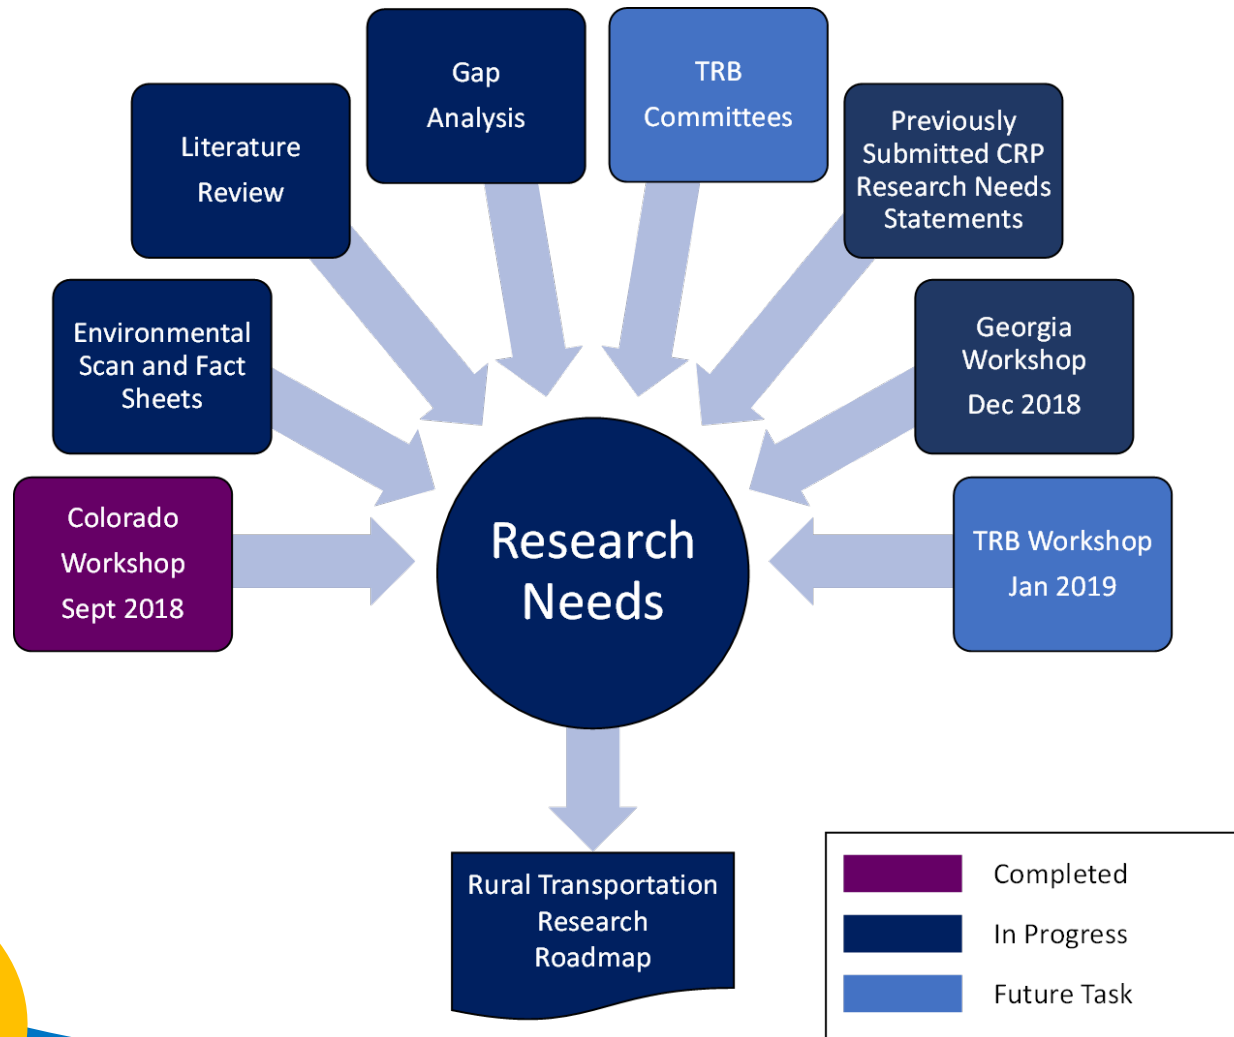 Gap
Analysis
TRB
Committees
Literature
Review
Previously
Submitted CRP
Research Needs
Statements
Environmental
Scan and Fact
Sheets
Georgia
Workshop
Dec 2018
Colorado
Workshop
Sept 2018
Research
Needs
TRB Workshop
Jan 2019
Rural Transportation
Research
Roadmap
Completed
In Progress
Future Task